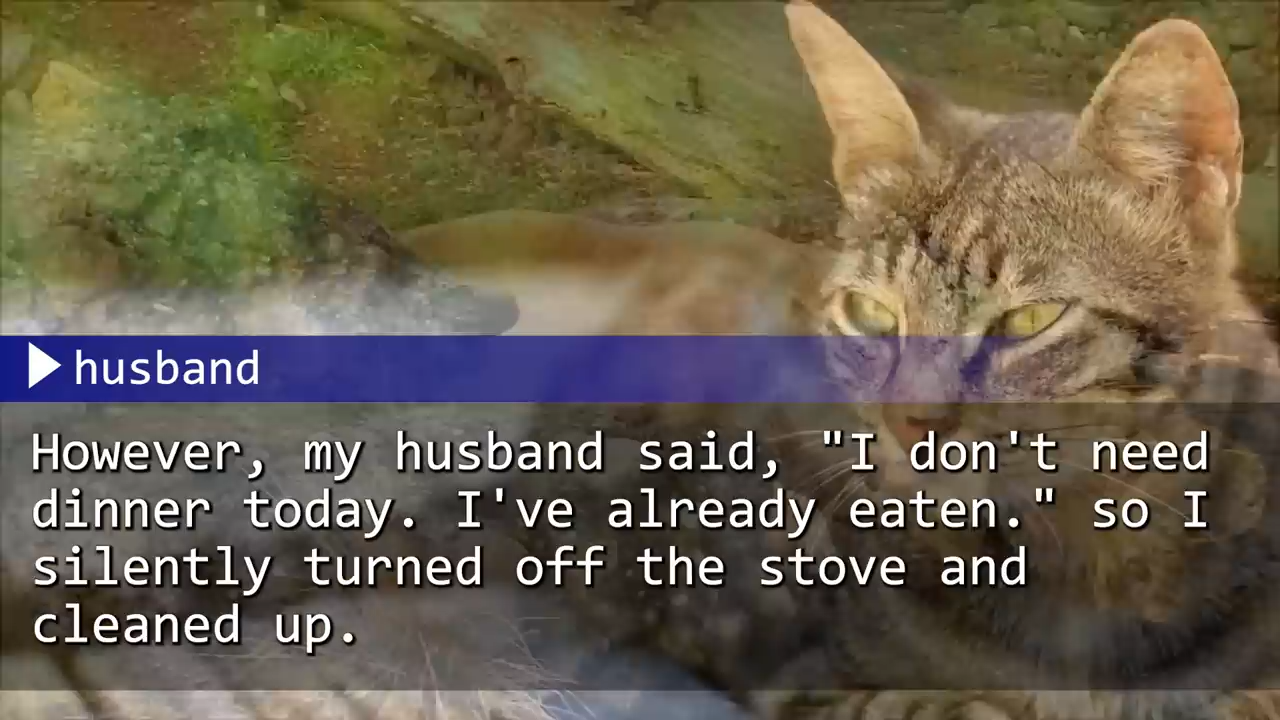 husband
However, my husband said, "I don't need
dinner today. I've already eaten." so I
silently turned off the stove and
cleaned up.